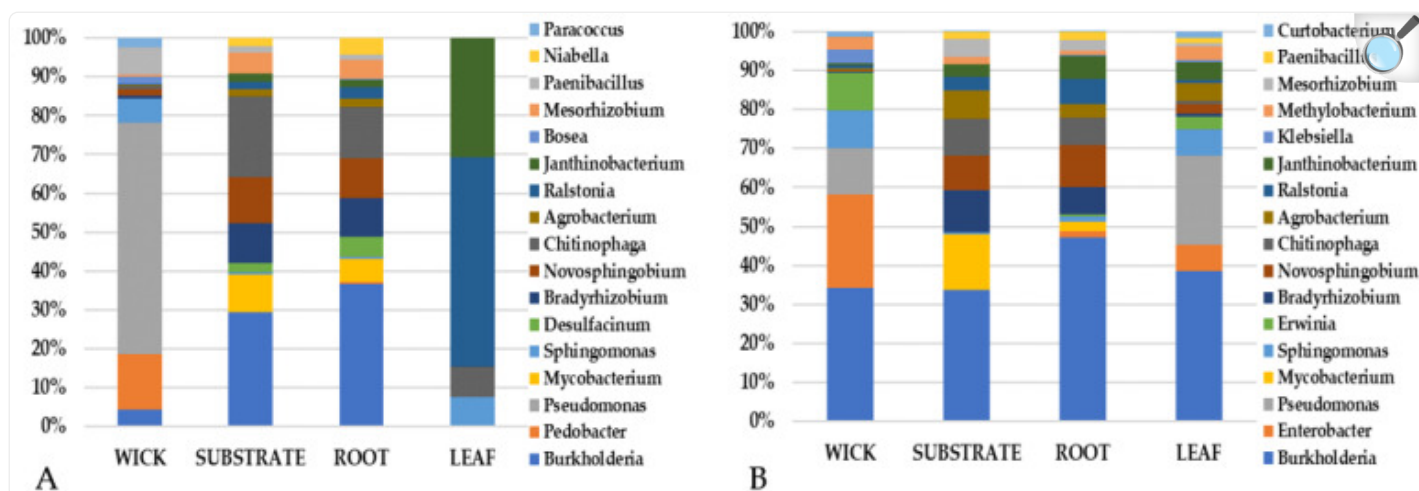 100%
90%
80%
70%
60%
50%
40%
30%
20%
10%
0%
WICK SUBSTRATE ROOT LEAF
A
Paracoccus
Niabella
Paenibacillus
Mesorhizobium
Bosea
Janthinobacterium
Ralstonia
Agrobacterium
Chitinophaga
Novosphingobium
Bradyrhizobium
Desulfacinum
Sphingomonas
Mycobacterium
Pseudomonas
Pedobacter
Burkholderia
100%
90%
80%
70%
60%
50%
40%
30%
20%
10%
0%
WICK SUBSTRATE ROOT LEAF
B
Curtobacterium
Paenibacillus
Mesorhizobium
Methylobacterium
Klebsiella
Janthinobacterium
Ralstonia
Agrobacterium
Chitinophaga
Novosphingobium
Bradyrhizobium
Erwinia
Sphingomonas
Mycobacterium
Pseudomonas
Enterobacter
Burkholderia